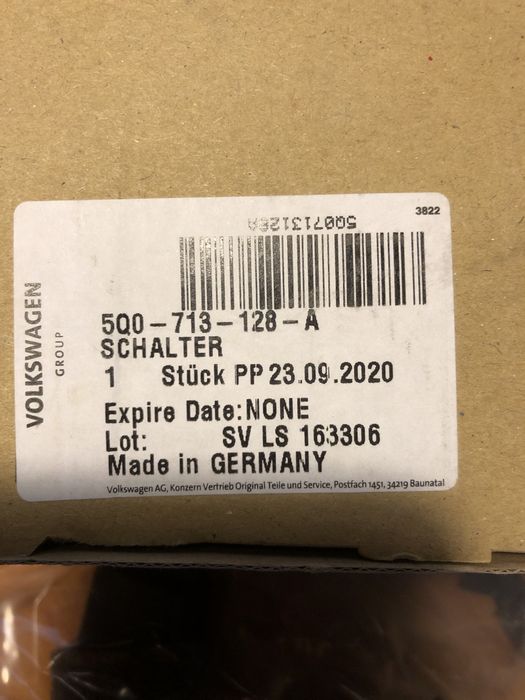 3822
5Q0713128A
5Q0-713-128-A
SCHALTER
1 Stück PP 23.09.2020
Expire Date:NONE
Lot: SV LS 163306
Made in GERMANY
Volkswagen AG, Konzern Vertrieb Original Teile und Service, Postfach 1451, 34219 Baunatal
VOLKSWAGEN
GROUP